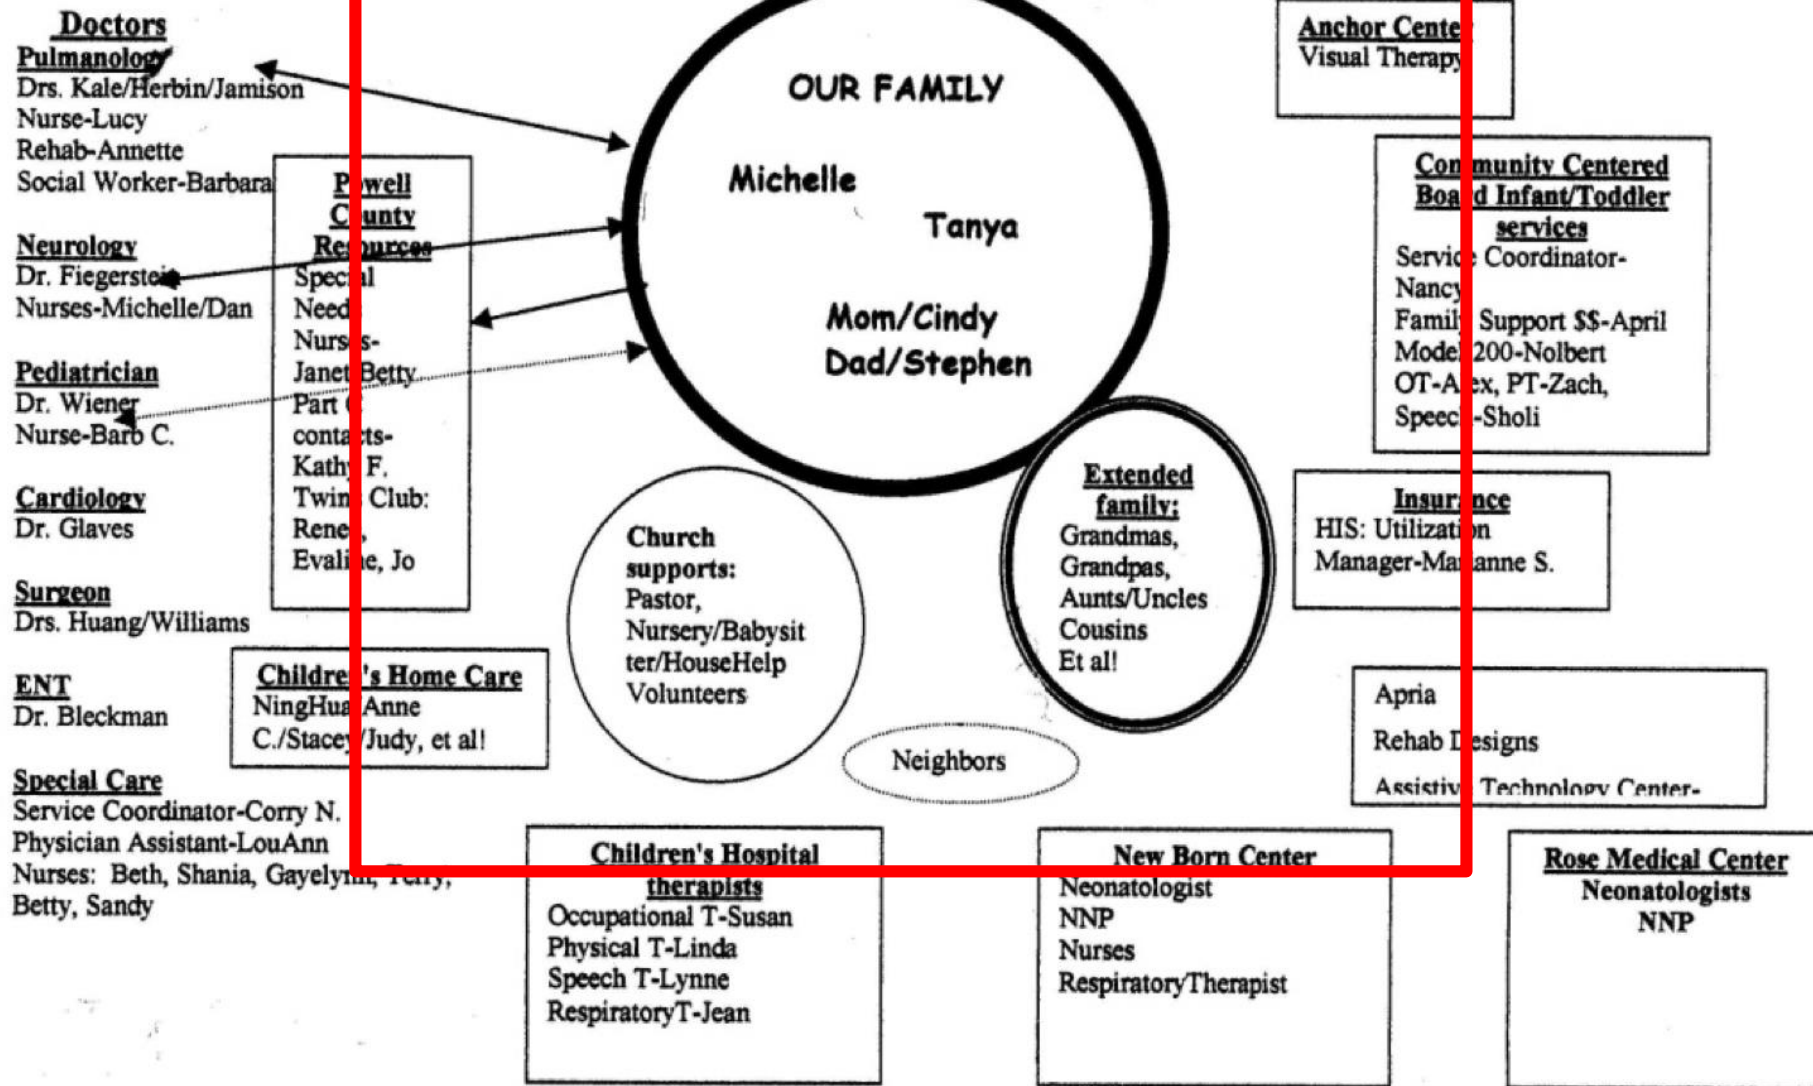 Doctors
Pulmanology
Drs. Kale/Herbin/Jamison
Nurse-Lucy
Rehab-Annette
Social Worker-Barbara
Neurology
Dr. Fiegerstein
Nurses-Michelle/Dan
Pediatrician
Dr. Wiener
Nurse-Barb C.
Cardiology
Dr. Glaves
Surgeon
Drs. Huang/Williams
ENT
Dr. Bleckman
Special Care
Service Coordinator-Corry N.
Physician Assistant-LouAnn
Nurses: Beth, Shania, Gayelynn, Terry,
Betty, Sandy
Powell
County
Resources
Special
Needs
Nurses-
Janet/Betty
Part C
contacts-
Kathy F.
Twins Club:
Renee,
Evaline, Jo
Children's Home Care
NingHua/Anne
C./Stacey/Judy, et al!
OUR FAMILY
Michelle
Tanya
Mom/Cindy
Dad/Stephen
Church
supports:
Pastor,
Nursery/Babysit
ter/HouseHelp
Volunteers
Extended
family:
Grandmas,
Grandpas,
Aunts/Uncles
Cousins
Et al!
Neighbors
Anchor Center
Visual Therapy
Community Centered
Board Infant/Toddler
services
Service Coordinator-
Nancy
Family Support $$-April
Model 200-Nolbert
OT-Alex, PT-Zach,
Speech-Sholi
Insurance
HIS: Utilization
Manager-Marianne S.
Apria
Rehab Designs
Assistive Technology Center-
Children's Hospital
therapists
Occupational T-Susan
Physical T-Linda
Speech T-Lynne
RespiratoryT-Jean
New Born Center
Neonatologist
NNP
Nurses
RespiratoryTherapist
Rose Medical Center
Neonatologists
NNP